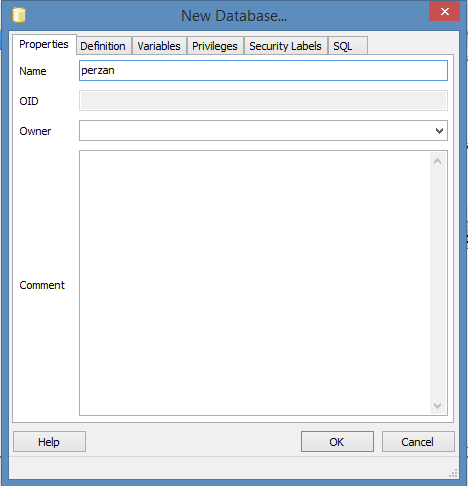 New Database...
Properties Definition Variables Privileges Security Labels SQL
Name perzan
OID
Owner
Comment
Help OK Cancel